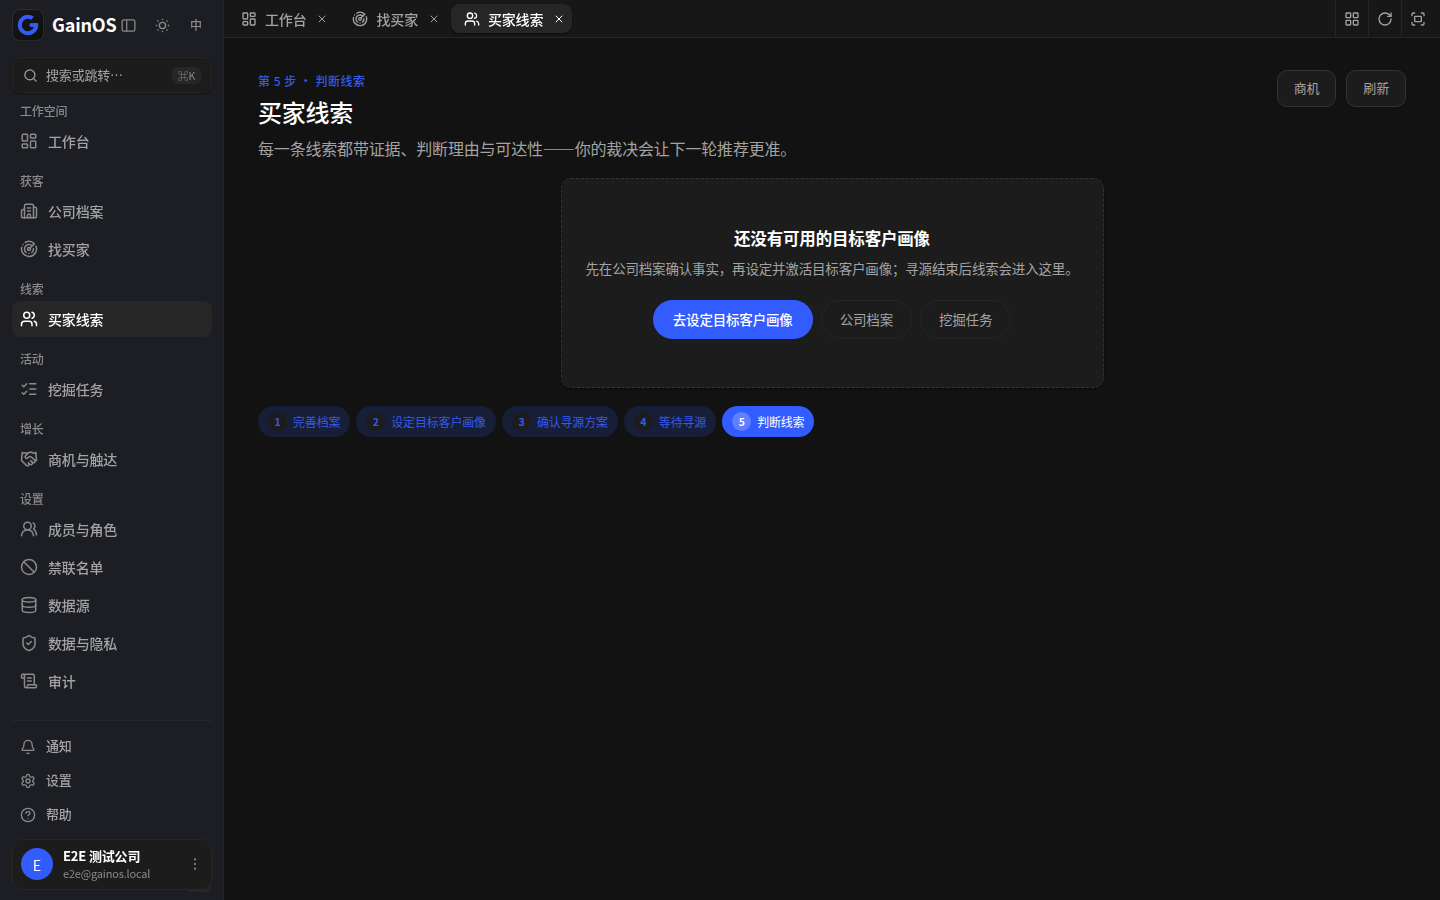 GainOS
中
搜索或跳转…
⌘K
工作空间
工作台
获客
公司档案
找买家
线索
买家线索
活动
挖掘任务
增长
商机与触达
设置
成员与角色
禁联名单
数据源
数据与隐私
审计
通知
设置
帮助
E
E2E 测试公司
e2e@gainos.local
工作台
找买家
买家线索
第 5 步 · 判断线索
买家线索
每一条线索都带证据、判断理由与可达性——你的裁决会让下一轮推荐更准。
商机
刷新
还没有可用的目标客户画像
先在公司档案确认事实，再设定并激活目标客户画像；寻源结束后线索会进入这里。
去设定目标客户画像
公司档案
挖掘任务
1 完善档案
2 设定目标客户画像
3 确认寻源方案
4 等待寻源
5 判断线索